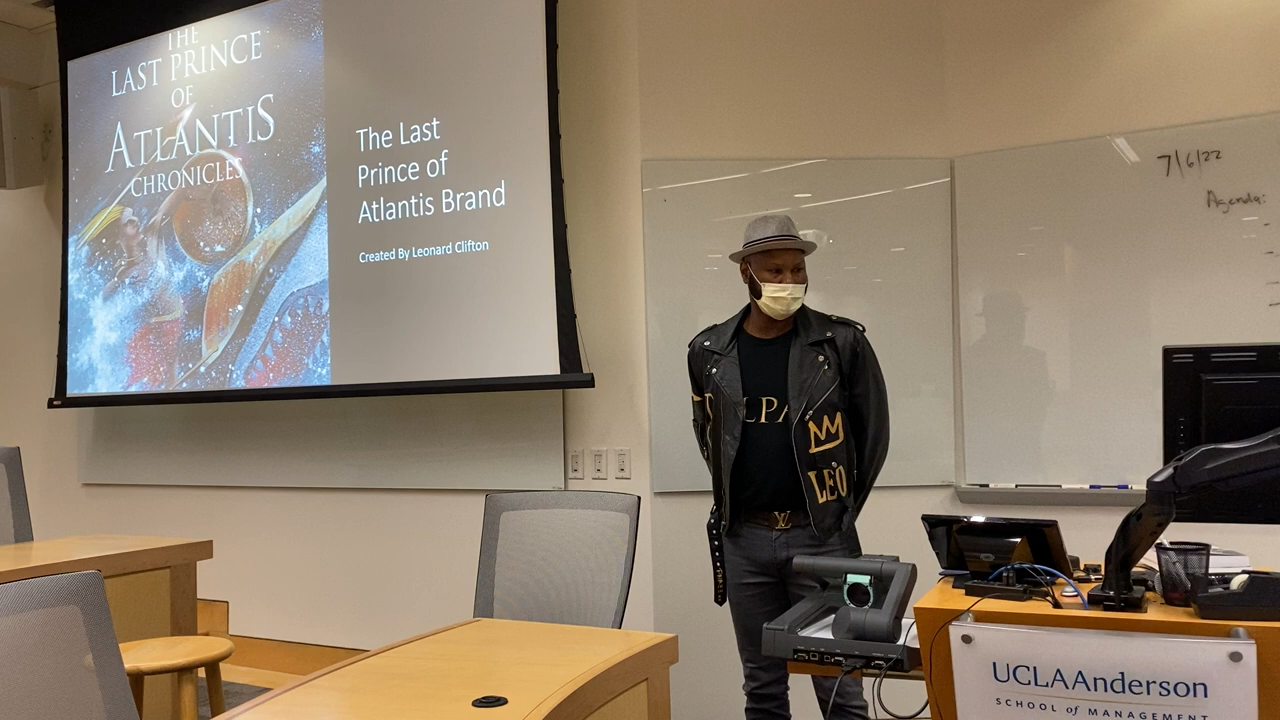 THE
LAST PRINCE
OF
ATLANTIS
CHRONICLES
The Last
Prince of
Atlantis Brand
Created By Leonard Clifton
7/6/22
Agenda:
LEO
LV
UCLAAnderson
SCHOOL of MANAGEMENT